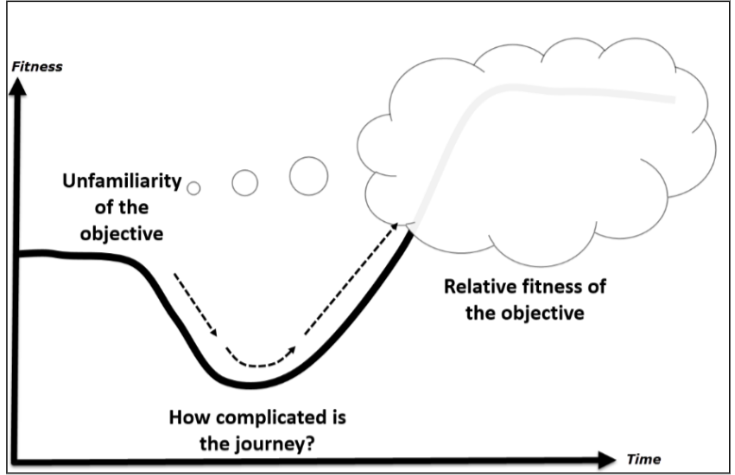 Fitness
Unfamiliarity
of the
objective
Relative fitness of
the objective
How complicated is
the journey?
Time